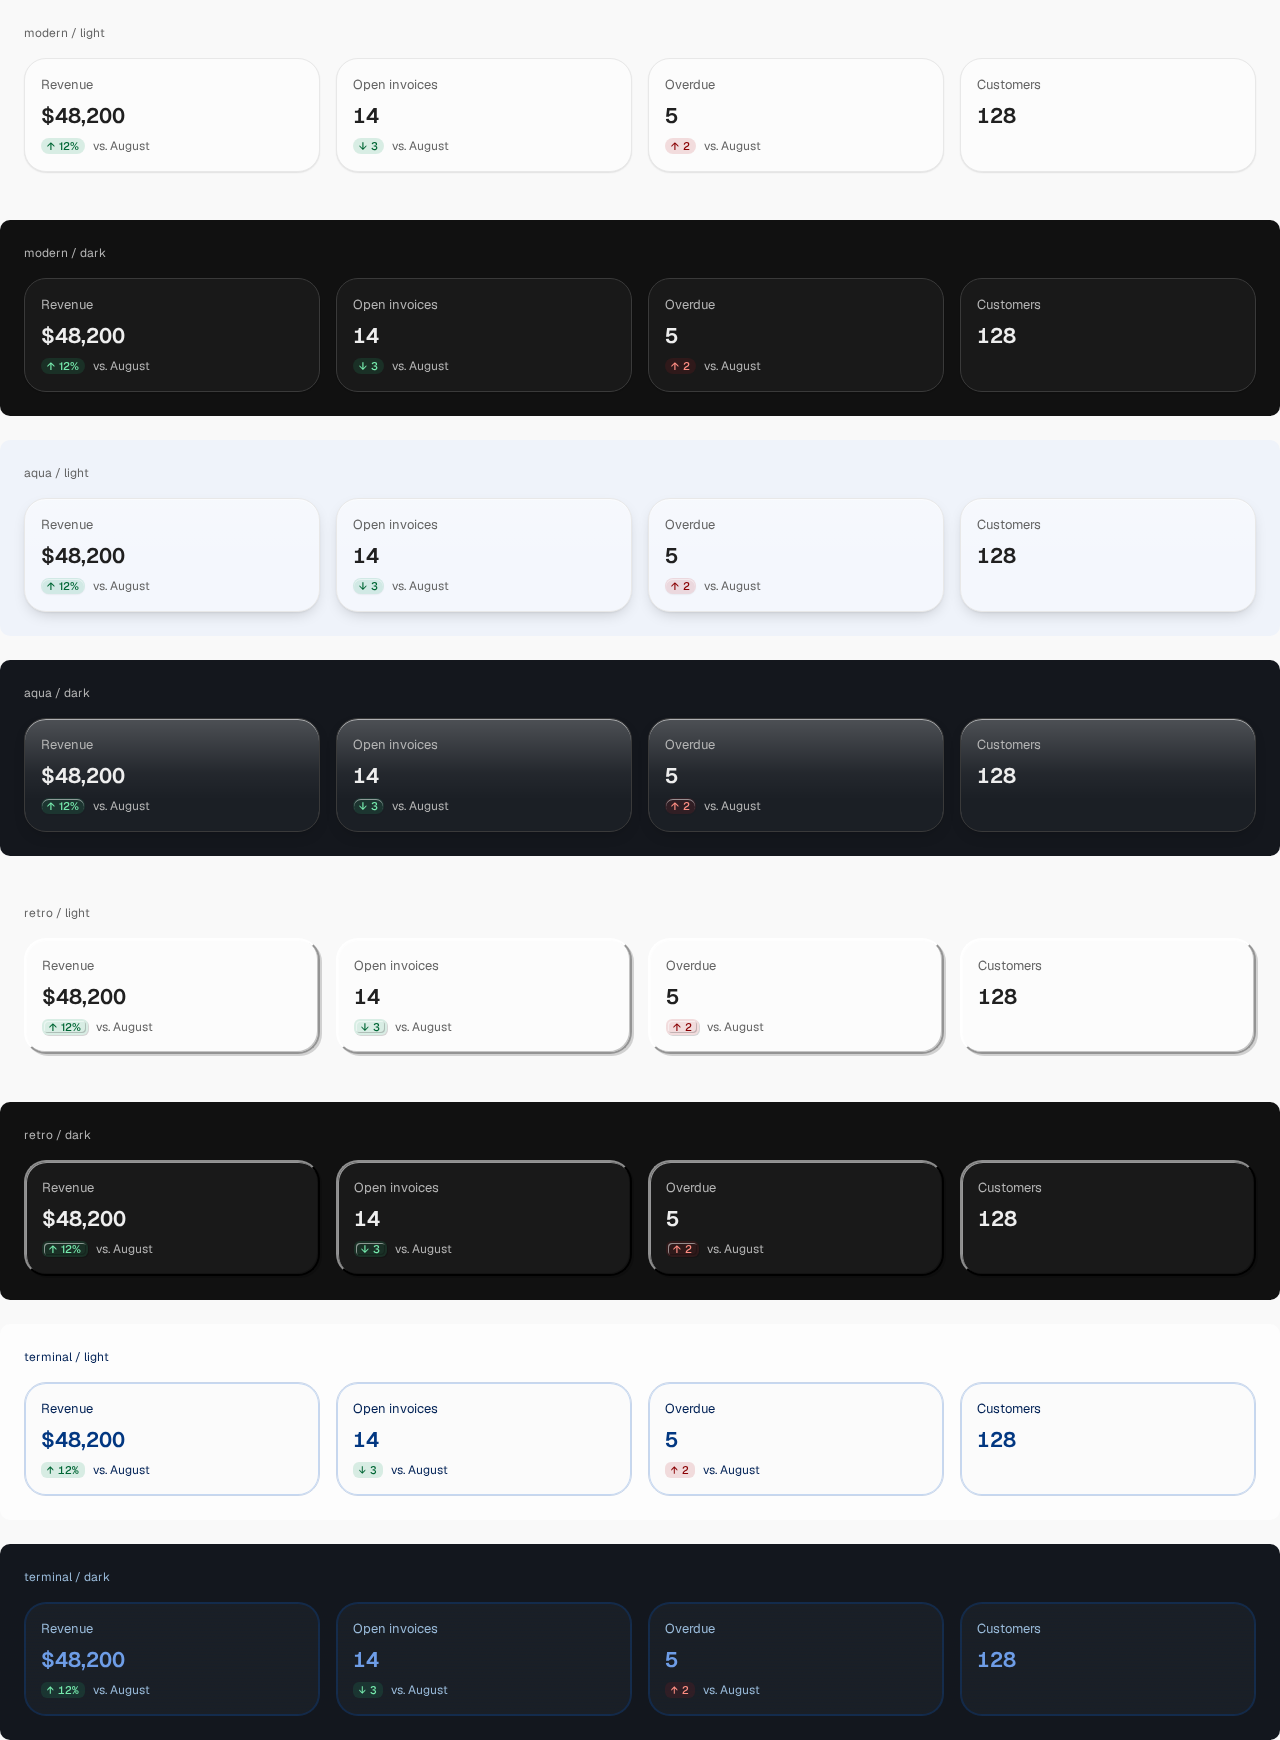 modern / light
Revenue Open invoices Overdue Customers
$48,200 14 5 128
↑ 12% vs. August ↓ 3 vs. August ↑ 2 vs. August
modern / dark
Revenue Open invoices Overdue Customers
$48,200 14 5 128
↑ 12% vs. August ↓ 3 vs. August ↑ 2 vs. August
aqua / light
Revenue Open invoices Overdue Customers
$48,200 14 5 128
↑ 12% vs. August ↓ 3 vs. August ↑ 2 vs. August
aqua / dark
Revenue Open invoices Overdue Customers
$48,200 14 5 128
↑ 12% vs. August ↓ 3 vs. August ↑ 2 vs. August
retro / light
Revenue Open invoices Overdue Customers
$48,200 14 5 128
↑ 12% vs. August ↓ 3 vs. August ↑ 2 vs. August
retro / dark
Revenue Open invoices Overdue Customers
$48,200 14 5 128
↑ 12% vs. August ↓ 3 vs. August ↑ 2 vs. August
terminal / light
Revenue Open invoices Overdue Customers
$48,200 14 5 128
↑ 12% vs. August ↓ 3 vs. August ↑ 2 vs. August
terminal / dark
Revenue Open invoices Overdue Customers
$48,200 14 5 128
↑ 12% vs. August ↓ 3 vs. August ↑ 2 vs. August